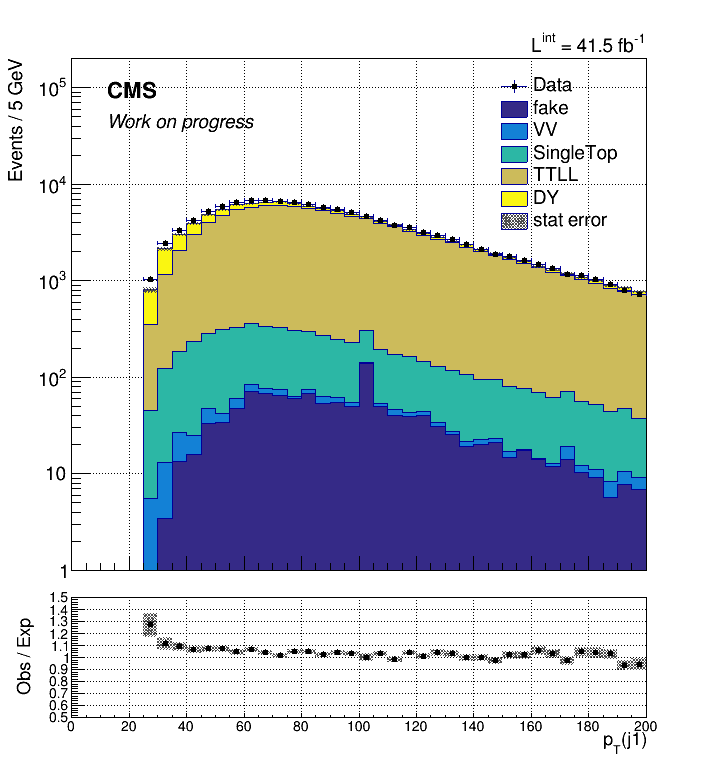 L^int = 41.5 fb^-1
Events / 5 GeV
CMS
Work on progress
Data
fake
VV
SingleTop
TTLL
DY
stat error
10^5
10^4
10^3
10^2
10
1
Obs / Exp
1.5
1.4
1.3
1.2
1.1
1
0.9
0.8
0.7
0.6
0.5
0 20 40 60 80 100 120 140 160 180 200
p_T(j1)